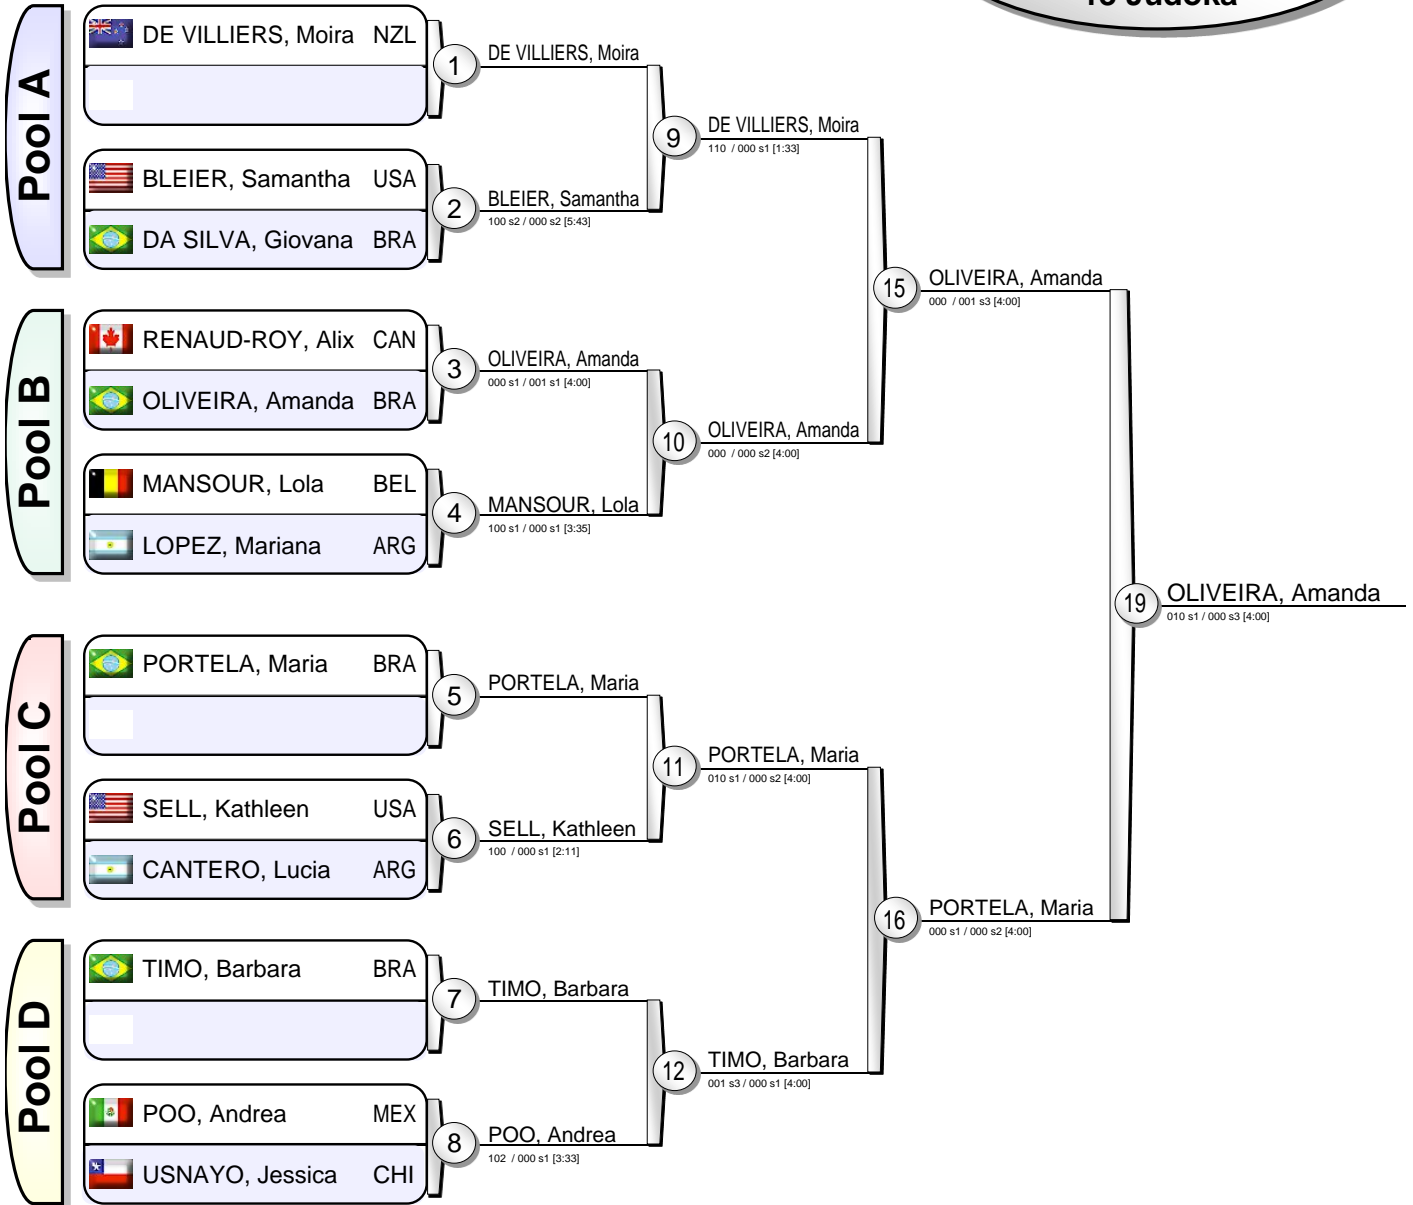 13 Judoka
Pool A
DE VILLIERS, Moira NZL
BLEIER, Samantha USA
DA SILVA, Giovana BRA
1
DE VILLIERS, Moira
2
BLEIER, Samantha
100 s2 / 000 s2 [5:43]
9
DE VILLIERS, Moira
110 / 000 s1 [1:33]
Pool B
RENAUD-ROY, Alix CAN
OLIVEIRA, Amanda BRA
MANSOUR, Lola BEL
LOPEZ, Mariana ARG
3
OLIVEIRA, Amanda
000 s1 / 001 s1 [4:00]
4
MANSOUR, Lola
100 s1 / 000 s1 [3:35]
10
OLIVEIRA, Amanda
000 / 000 s2 [4:00]
15
OLIVEIRA, Amanda
000 / 001 s3 [4:00]
Pool C
PORTELA, Maria BRA
SELL, Kathleen USA
CANTERO, Lucia ARG
5
PORTELA, Maria
6
SELL, Kathleen
100 / 000 s1 [2:11]
11
PORTELA, Maria
010 s1 / 000 s2 [4:00]
Pool D
TIMO, Barbara BRA
POO, Andrea MEX
USNAYO, Jessica CHI
7
TIMO, Barbara
8
POO, Andrea
102 / 000 s1 [3:33]
12
TIMO, Barbara
001 s3 / 000 s1 [4:00]
16
PORTELA, Maria
000 s1 / 000 s2 [4:00]
19
OLIVEIRA, Amanda
010 s1 / 000 s3 [4:00]